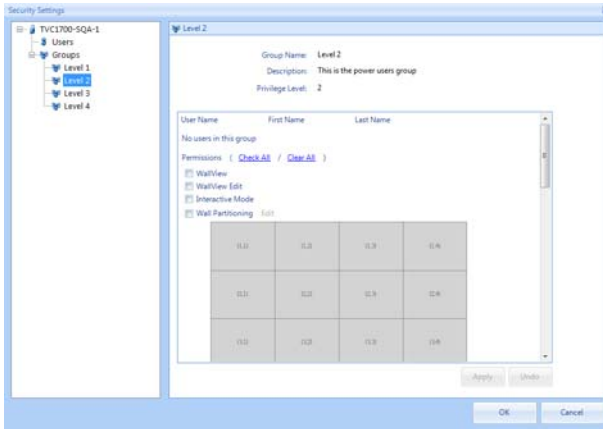 Security Settings
TVC1700-SQA-1
Users
Groups
Level 1
Level 2
Level 3
Level 4
Level 2
Group Name: Level 2
Description: This is the power users group
Privilege Level: 2
User Name First Name Last Name
No users in this group
Permissions ( Check All / Clear All )
WallView
WallView Edit
Interactive Mode
Wall Partitioning Edit
Apply Undo
OK Cancel